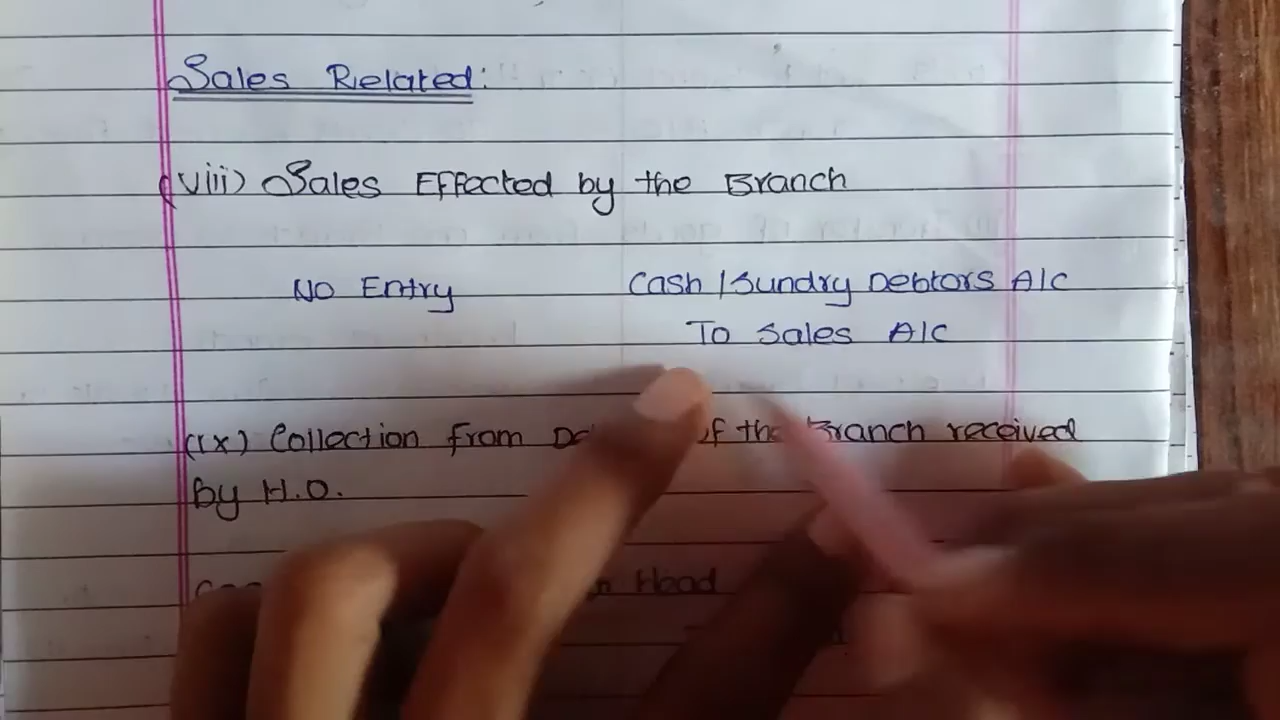 Sales Related:
(viii) Sales Effected by the Branch
No Entry Cash / Sundry Debtors A/C
To Sales A/C
(ix) Collection from of the Branch received
by H.O.
Head